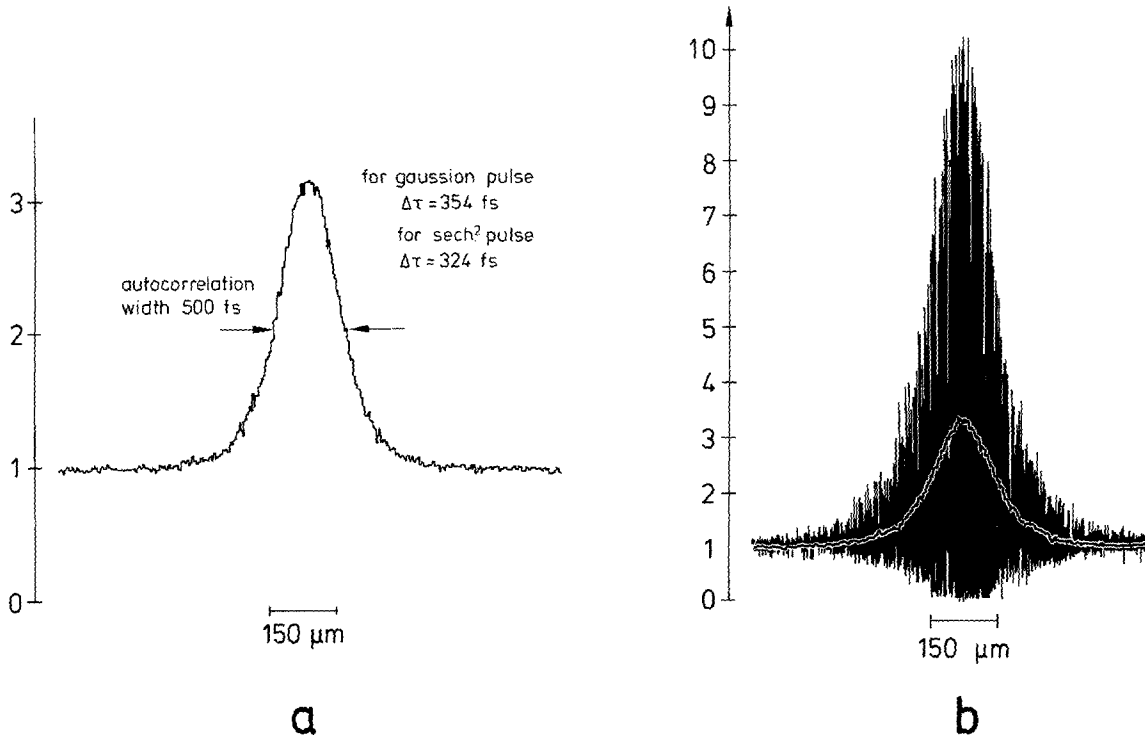 for gaussion pulse
Δτ = 354 fs
for sech² pulse
Δτ = 324 fs
autocorrelation
width 500 fs
3
2
1
0
150 μm
a
10
9
8
7
6
5
4
3
2
1
0
150 μm
b